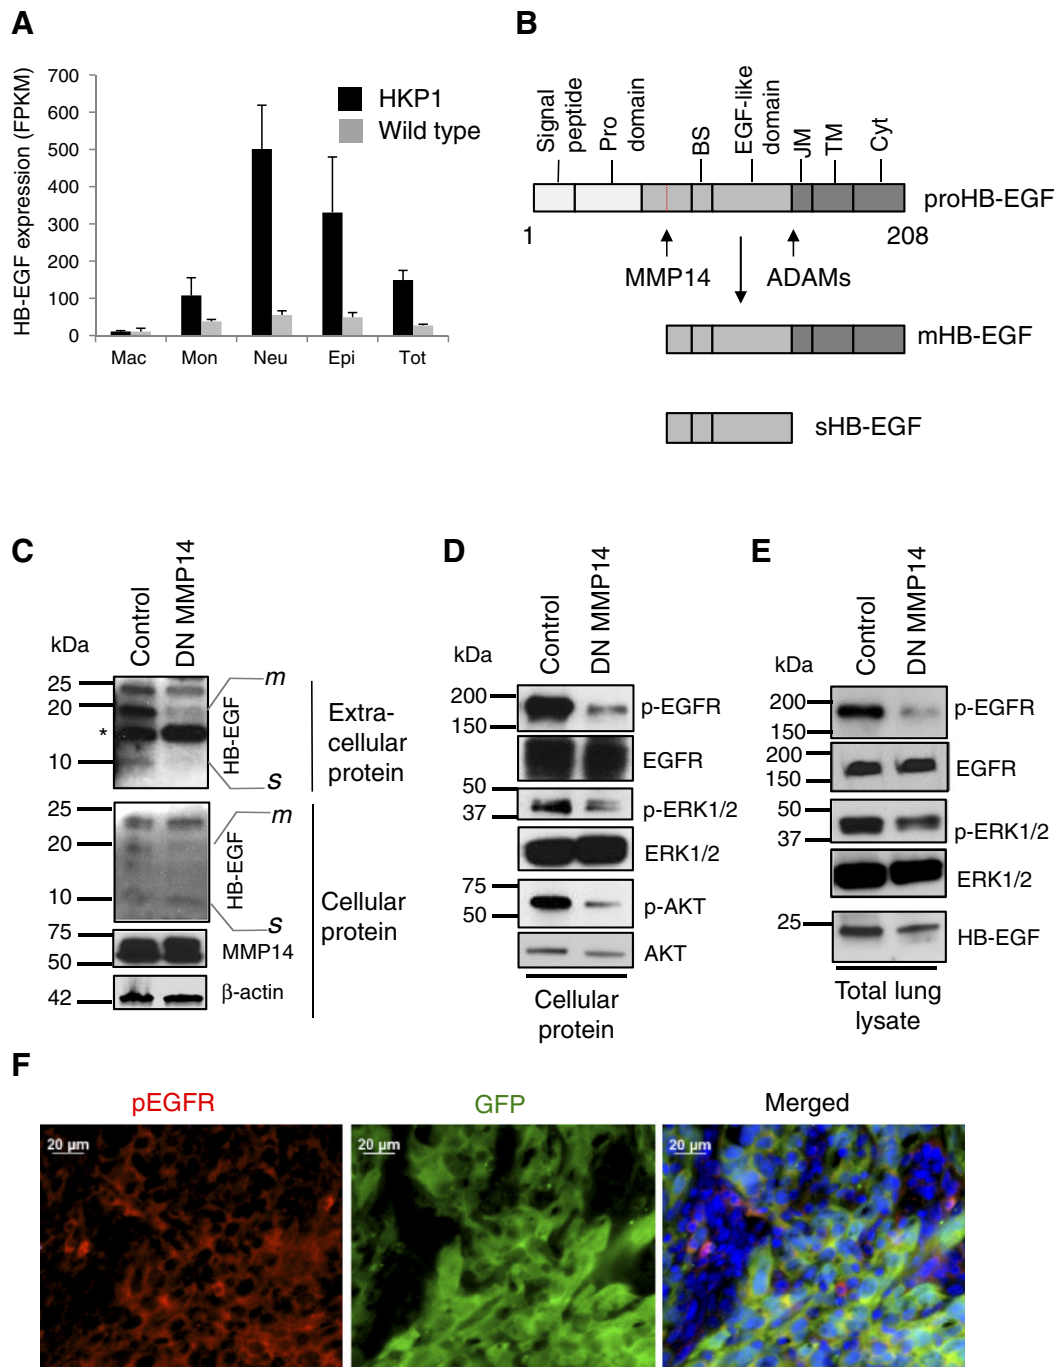 A
HB-EGF expression (FPKM)
700
600
500
400
300
200
100
0
HKP1
Wild type
Mac Mon Neu Epi Tot
B
Signal peptide
Pro domain
BS
EGF-like domain
JM
TM
Cyt
proHB-EGF
1 208
MMP14 ADAMs
mHB-EGF
sHB-EGF
C
Control
DN MMP14
kDa
25
20
*
10
HB-EGF
m
s
Extra-
cellular
protein
25
20
10
HB-EGF
m
s
75
50
MMP14
42
β-actin
Cellular
protein
D
Control
DN MMP14
kDa
200
150
p-EGFR
EGFR
50
37
p-ERK1/2
ERK1/2
75
50
p-AKT
AKT
Cellular
protein
E
Control
DN MMP14
kDa
200
150
p-EGFR
200
150
EGFR
50
37
p-ERK1/2
ERK1/2
25
HB-EGF
Total lung
lysate
F
pEGFR GFP Merged
20 µm 20 µm 20 µm